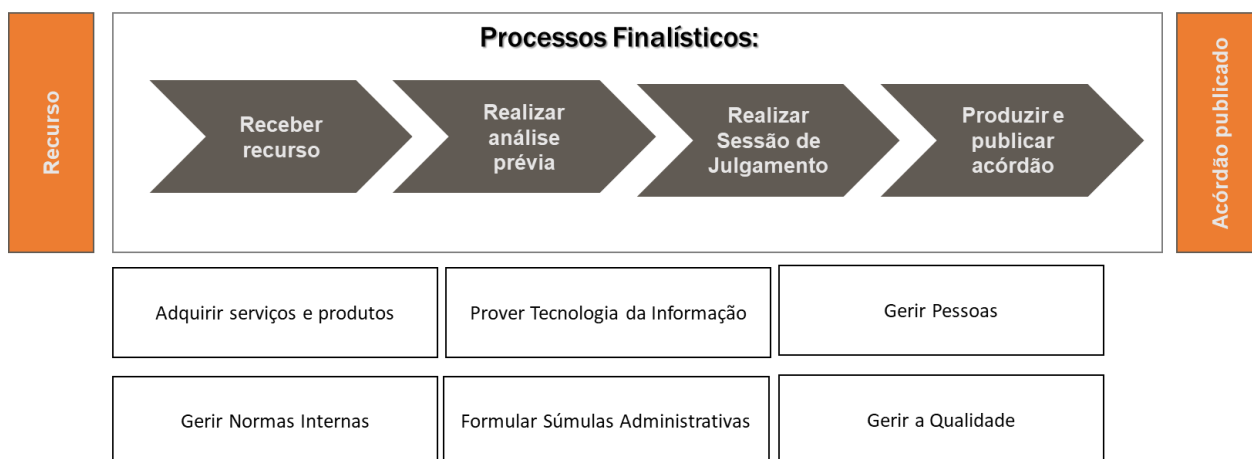 Recurso
Processos Finalísticos:
Receber
recurso
Realizar
análise
prévia
Realizar
Sessão de
Julgamento
Produzir e
publicar
acórdão
Acórdão publicado
Adquirir serviços e produtos
Prover Tecnologia da Informação
Gerir Pessoas
Gerir Normas Internas
Formular Súmulas Administrativas
Gerir a Qualidade